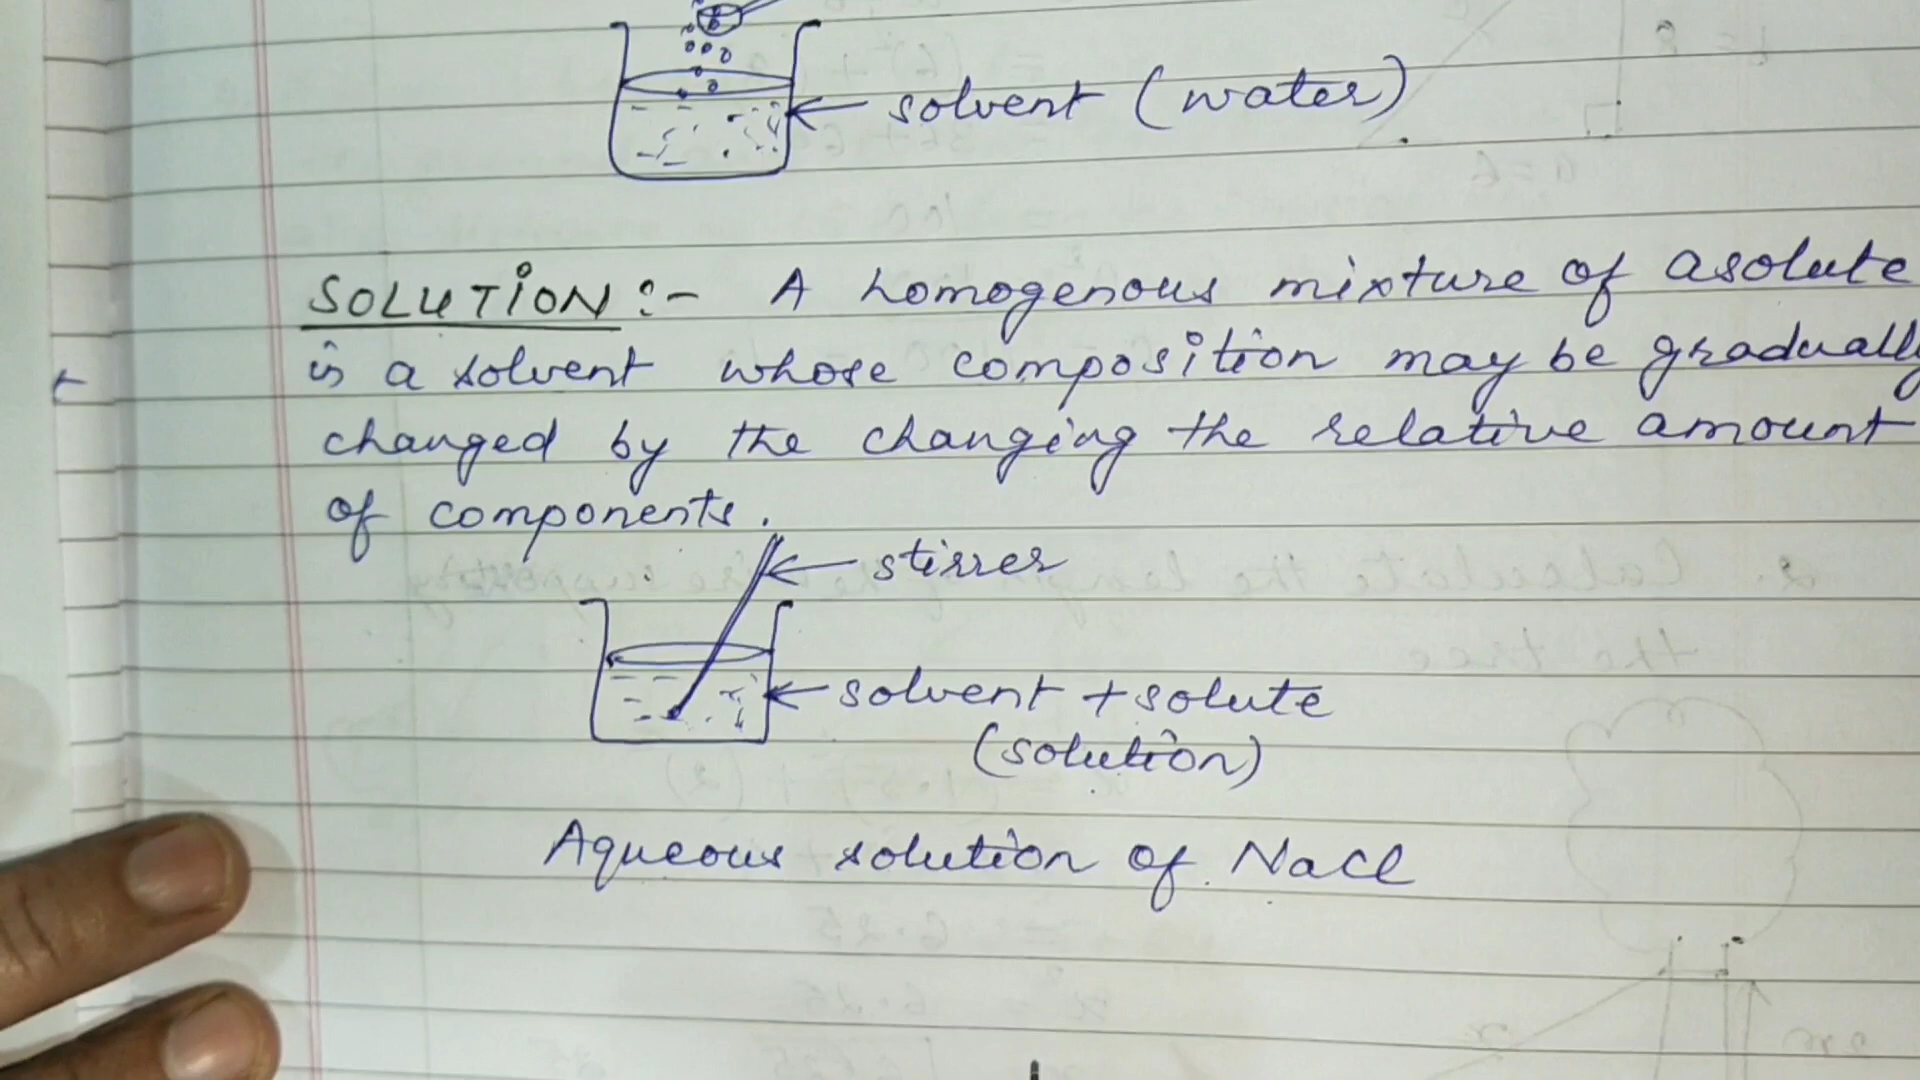 solvent (water)
SOLUTION :- A homogenous mixture of asolute
is a solvent whose composition may be gradually
changed by the changing the relative amount
of components.
stirrer
solvent + solute
(solution)
Aqueous solution of NaCl